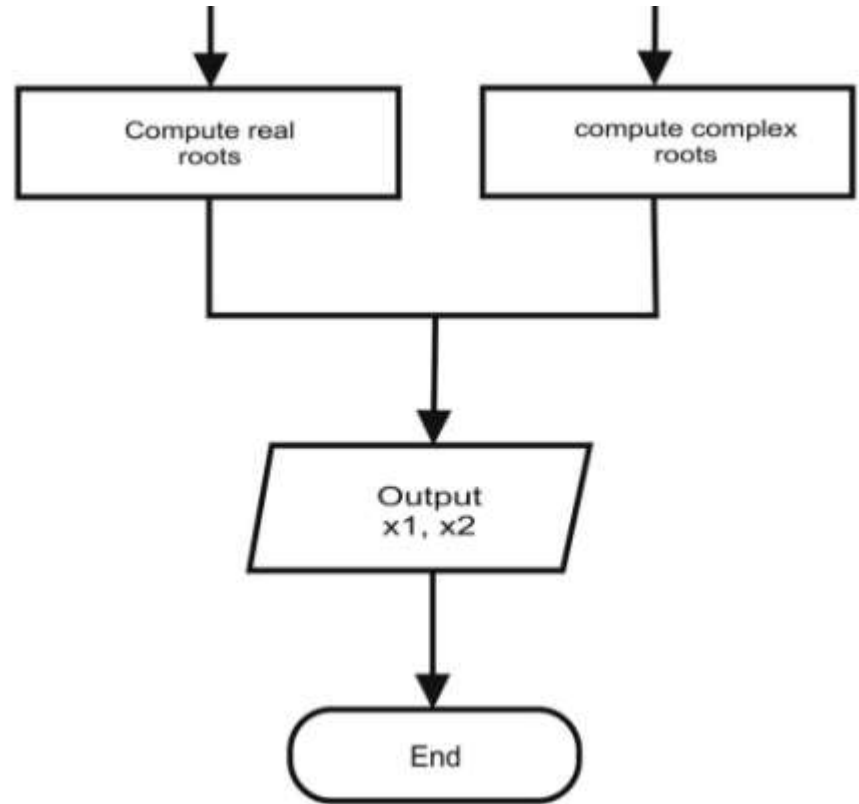 Compute real
roots
compute complex
roots
Output
x1, x2
End